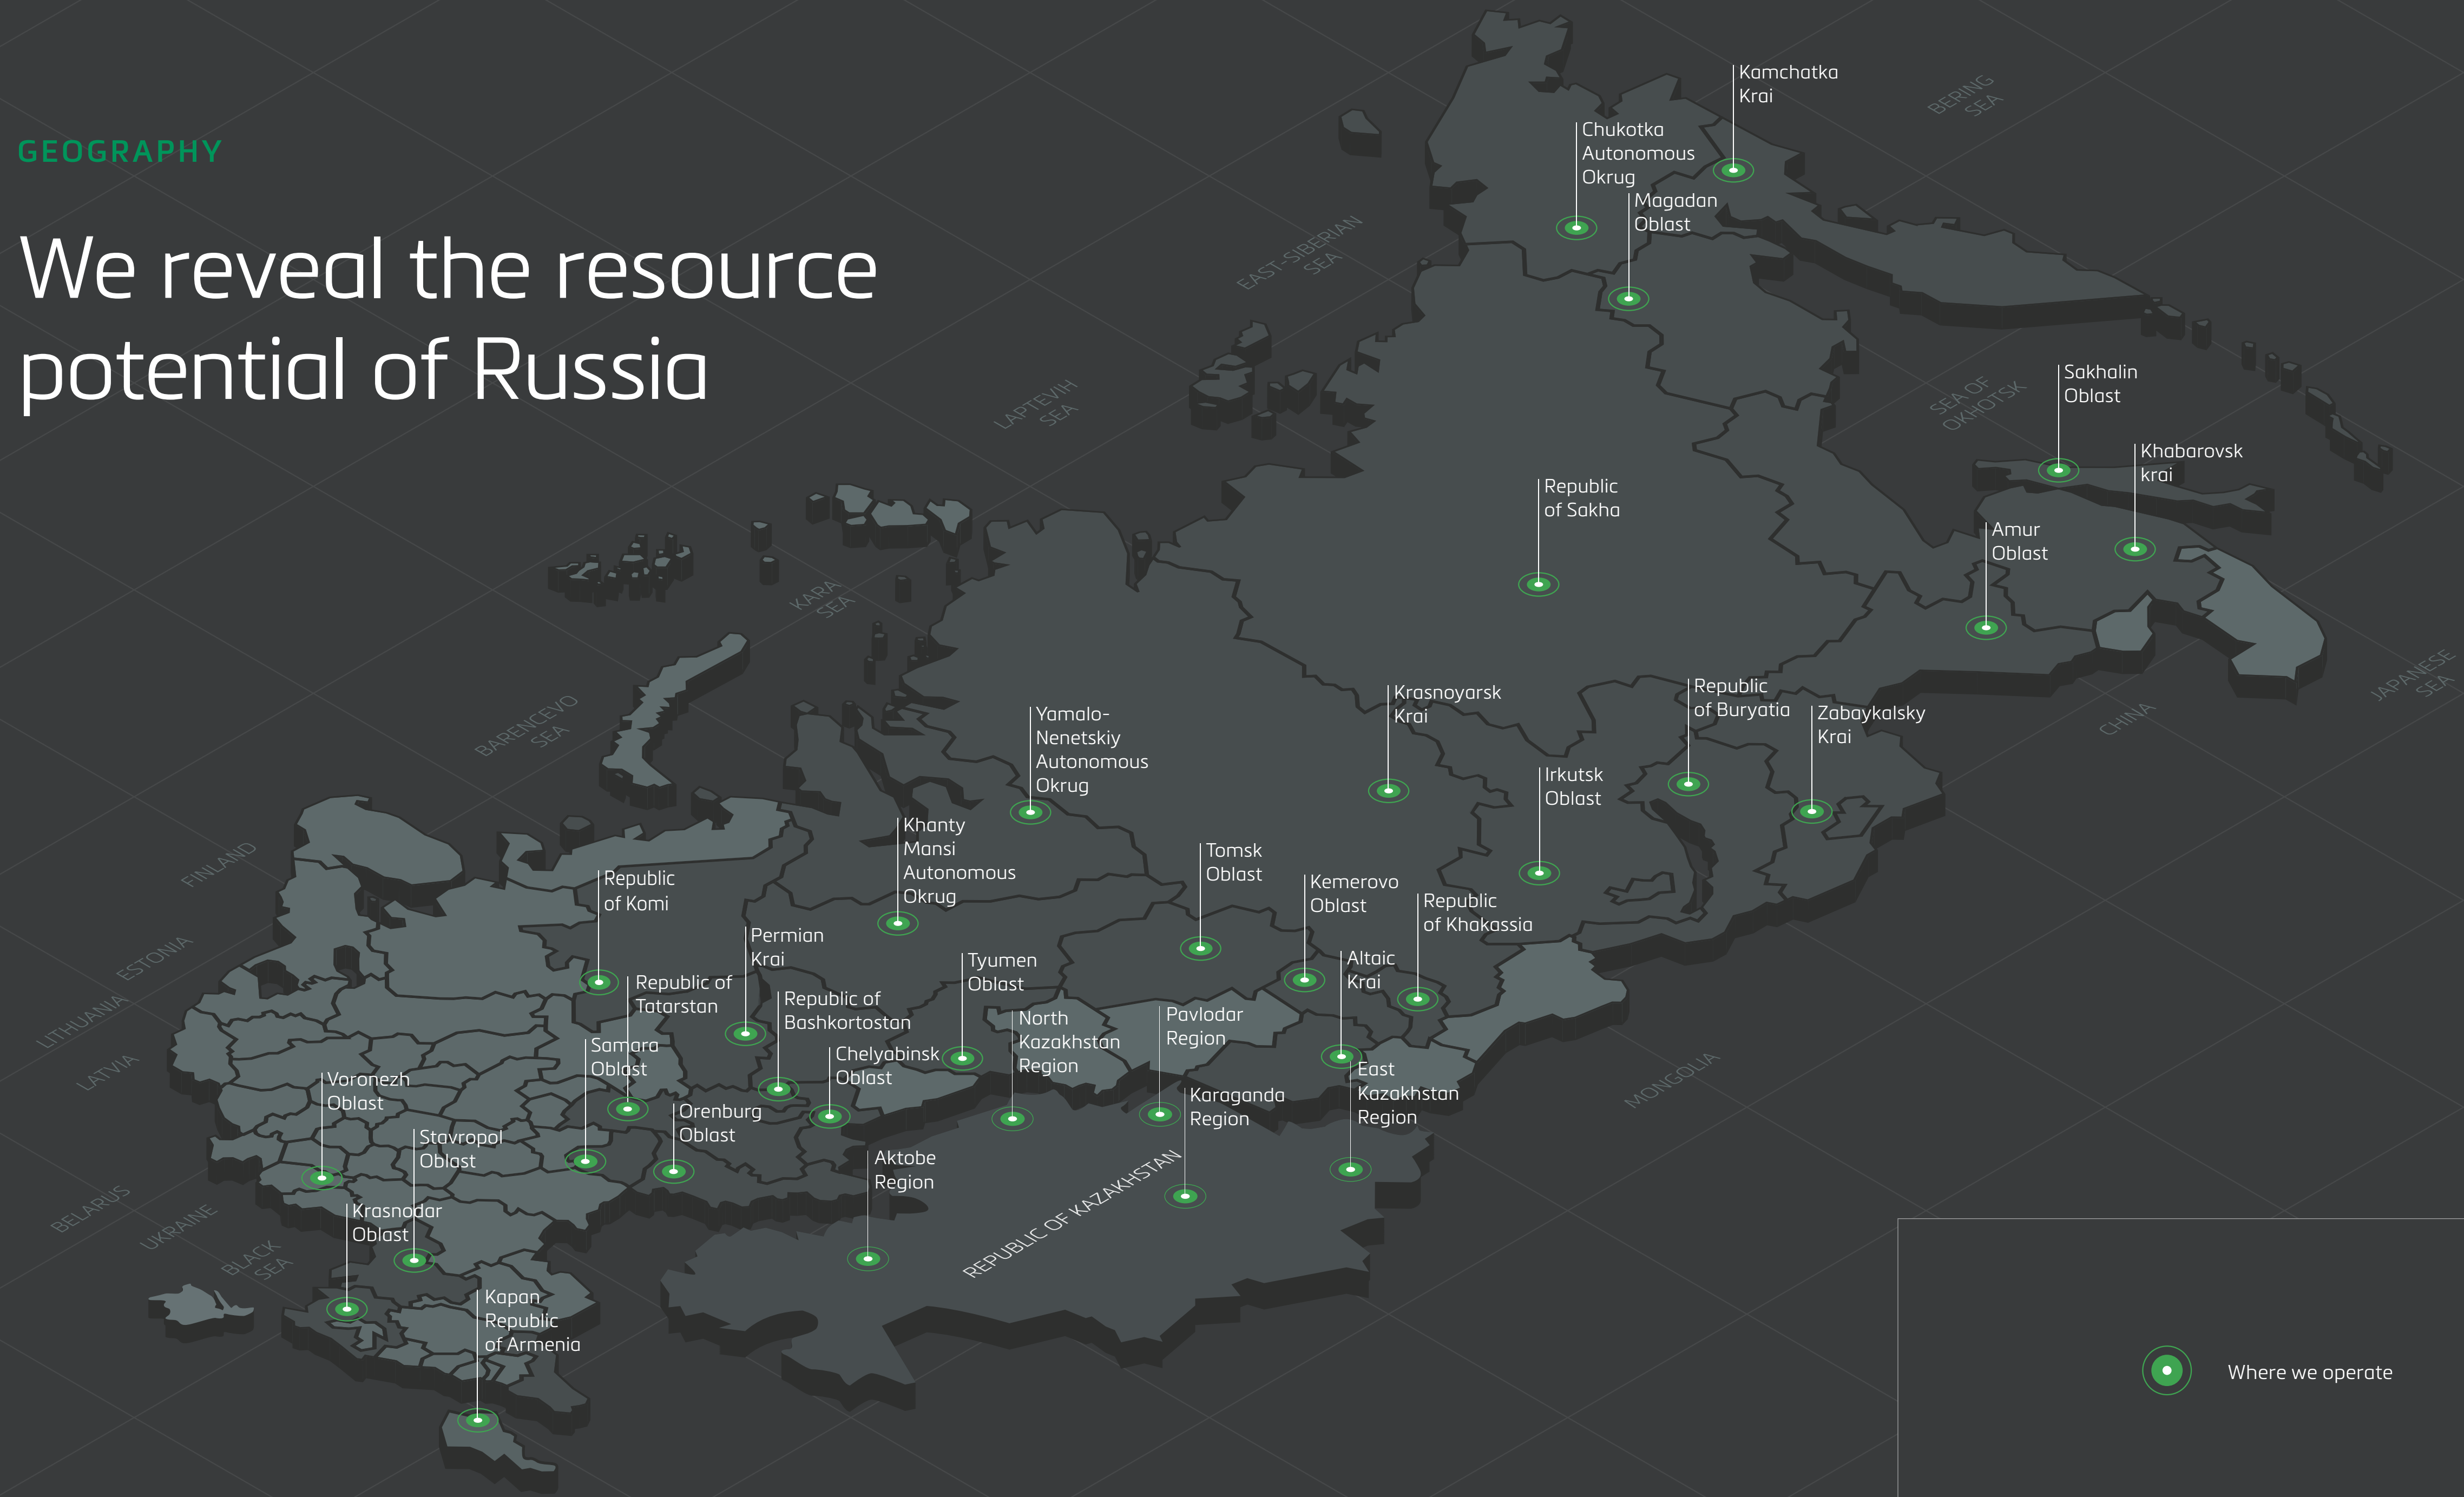 GEOGRAPHY
We reveal the resource
potential of Russia
Kamchatka
Krai
BERING
SEA
Chukotka
Autonomous
Okrug
Magadan
Oblast
EAST-SIBERIAN
SEA
LAPTEVIH
SEA
SEA OF
OKHOTSK
Sakhalin
Oblast
Khabarovsk
krai
Republic
of Sakha
Amur
Oblast
KARA
SEA
BARENCEVO
SEA
JAPANESE
SEA
CHINA
Yamalo-
Nenetskiy
Autonomous
Okrug
Krasnoyarsk
Krai
Republic
of Buryatia
Zabaykalsky
Krai
Irkutsk
Oblast
Khanty
Mansi
Autonomous
Okrug
Tomsk
Oblast
Kemerovo
Oblast
Republic
of Khakassia
FINLAND
Republic
of Komi
Permian
Krai
Tyumen
Oblast
Altaic
Krai
ESTONIA
Republic of
Tatarstan
Republic of
Bashkortostan
North
Kazakhstan
Region
Pavlodar
Region
LITHUANIA
LATVIA
Samara
Oblast
Chelyabinsk
Oblast
East
Kazakhstan
Region
MONGOLIA
Voronezh
Oblast
Orenburg
Oblast
Karaganda
Region
Stavropol
Oblast
Aktobe
Region
REPUBLIC OF KAZAKHSTAN
BELARUS
UKRAINE
BLACK
SEA
Krasnodar
Oblast
Kapan
Republic
of Armenia
Where we operate